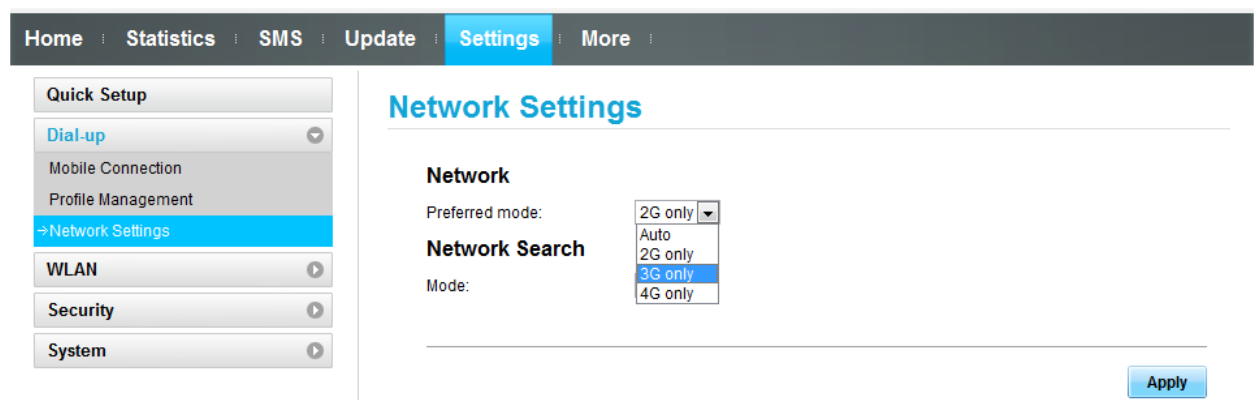 Home Statistics SMS Update Settings More
Quick Setup
Dial-up
Mobile Connection
Profile Management
→Network Settings
WLAN
Security
System
Network Settings
Network
Preferred mode: 2G only
Auto
2G only
3G only
4G only
Network Search
Mode:
Apply